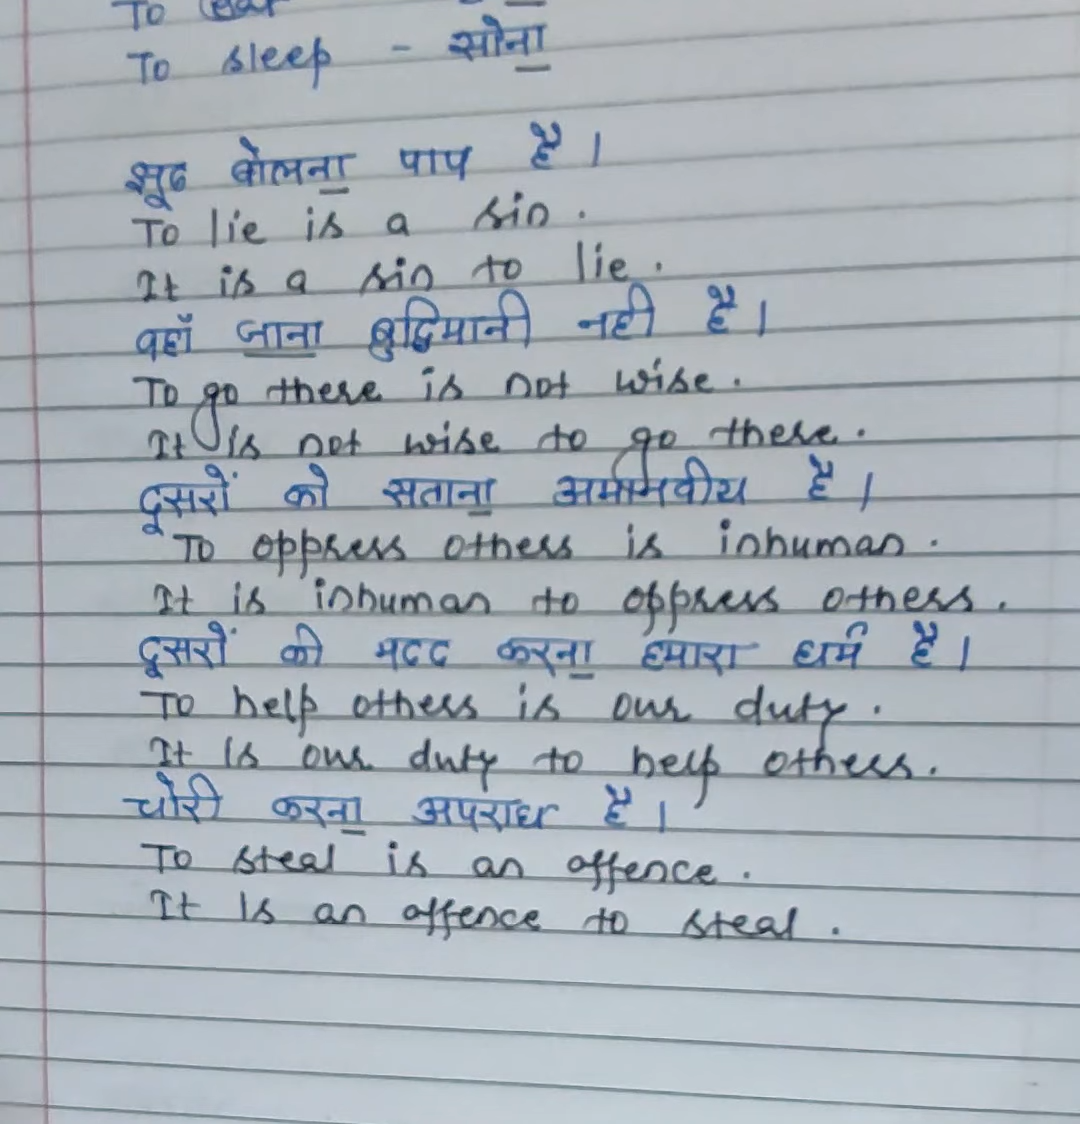 To
To sleep - सोना
झूठ बोलना पाप है ।
To lie is a sin.
It is a sin to lie.
वहाँ जाना बुद्धिमानी नही है ।
To go there is not wise.
It is not wise to go there.
दूसरों को सताना अमानवीय है ।
To oppress others is inhuman.
It is inhuman to oppress others.
दूसरों की मदद करना हमारा धर्म है ।
To help others is our duty.
It is our duty to help others.
चोरी करना अपराध है ।
To steal is an offence.
It is an offence to steal.